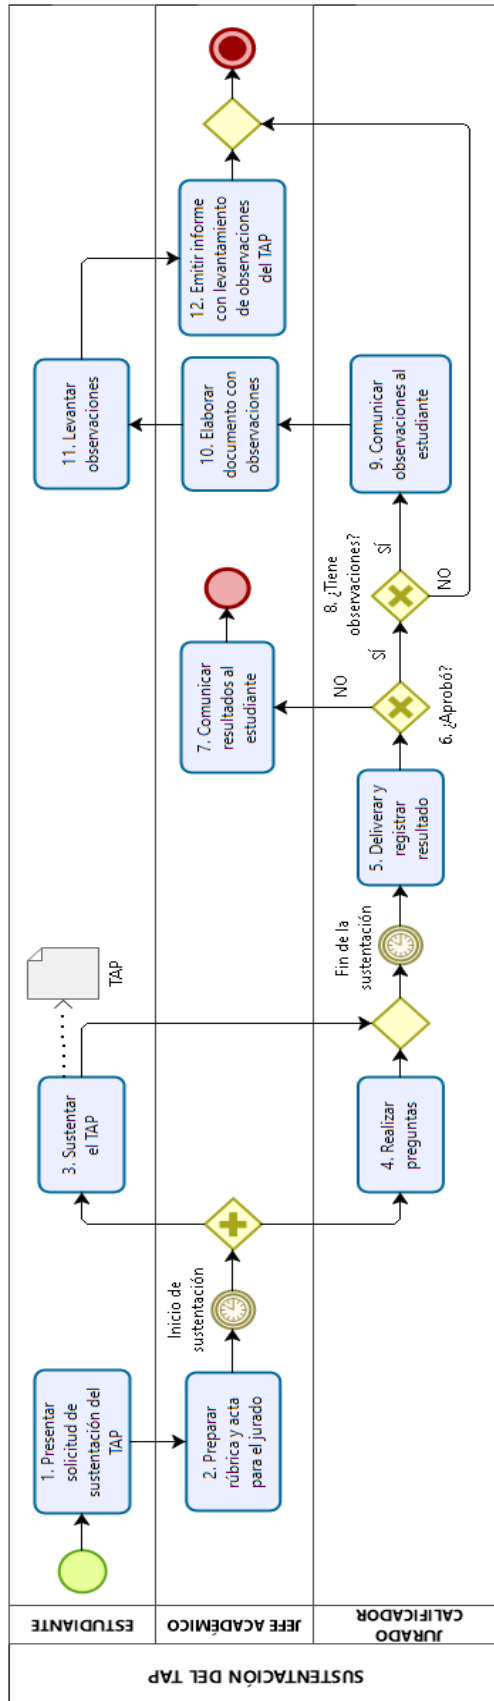 SUSTENTACIÓN DEL TAP
ESTUDIANTE
JEFE ACADÉMICO
JURADO
CALIFICADOR
1. Presentar
solicitud de
sustentación del
TAP
2. Preparar
rúbrica y acta
para el jurado
Inicio de
sustentación
3. Sustentar
el TAP
TAP
4. Realizar
preguntas
Fin de la
sustentación
5. Deliverar y
registrar
resultado
6. ¿Aprobó?
NO
SÍ
7. Comunicar
resultados al
estudiante
8. ¿Tiene
observaciones?
SÍ
NO
9. Comunicar
observaciones al
estudiante
10. Elaborar
documento con
observaciones
11. Levantar
observaciones
12. Emitir informe
con levantamiento
de observaciones
del TAP